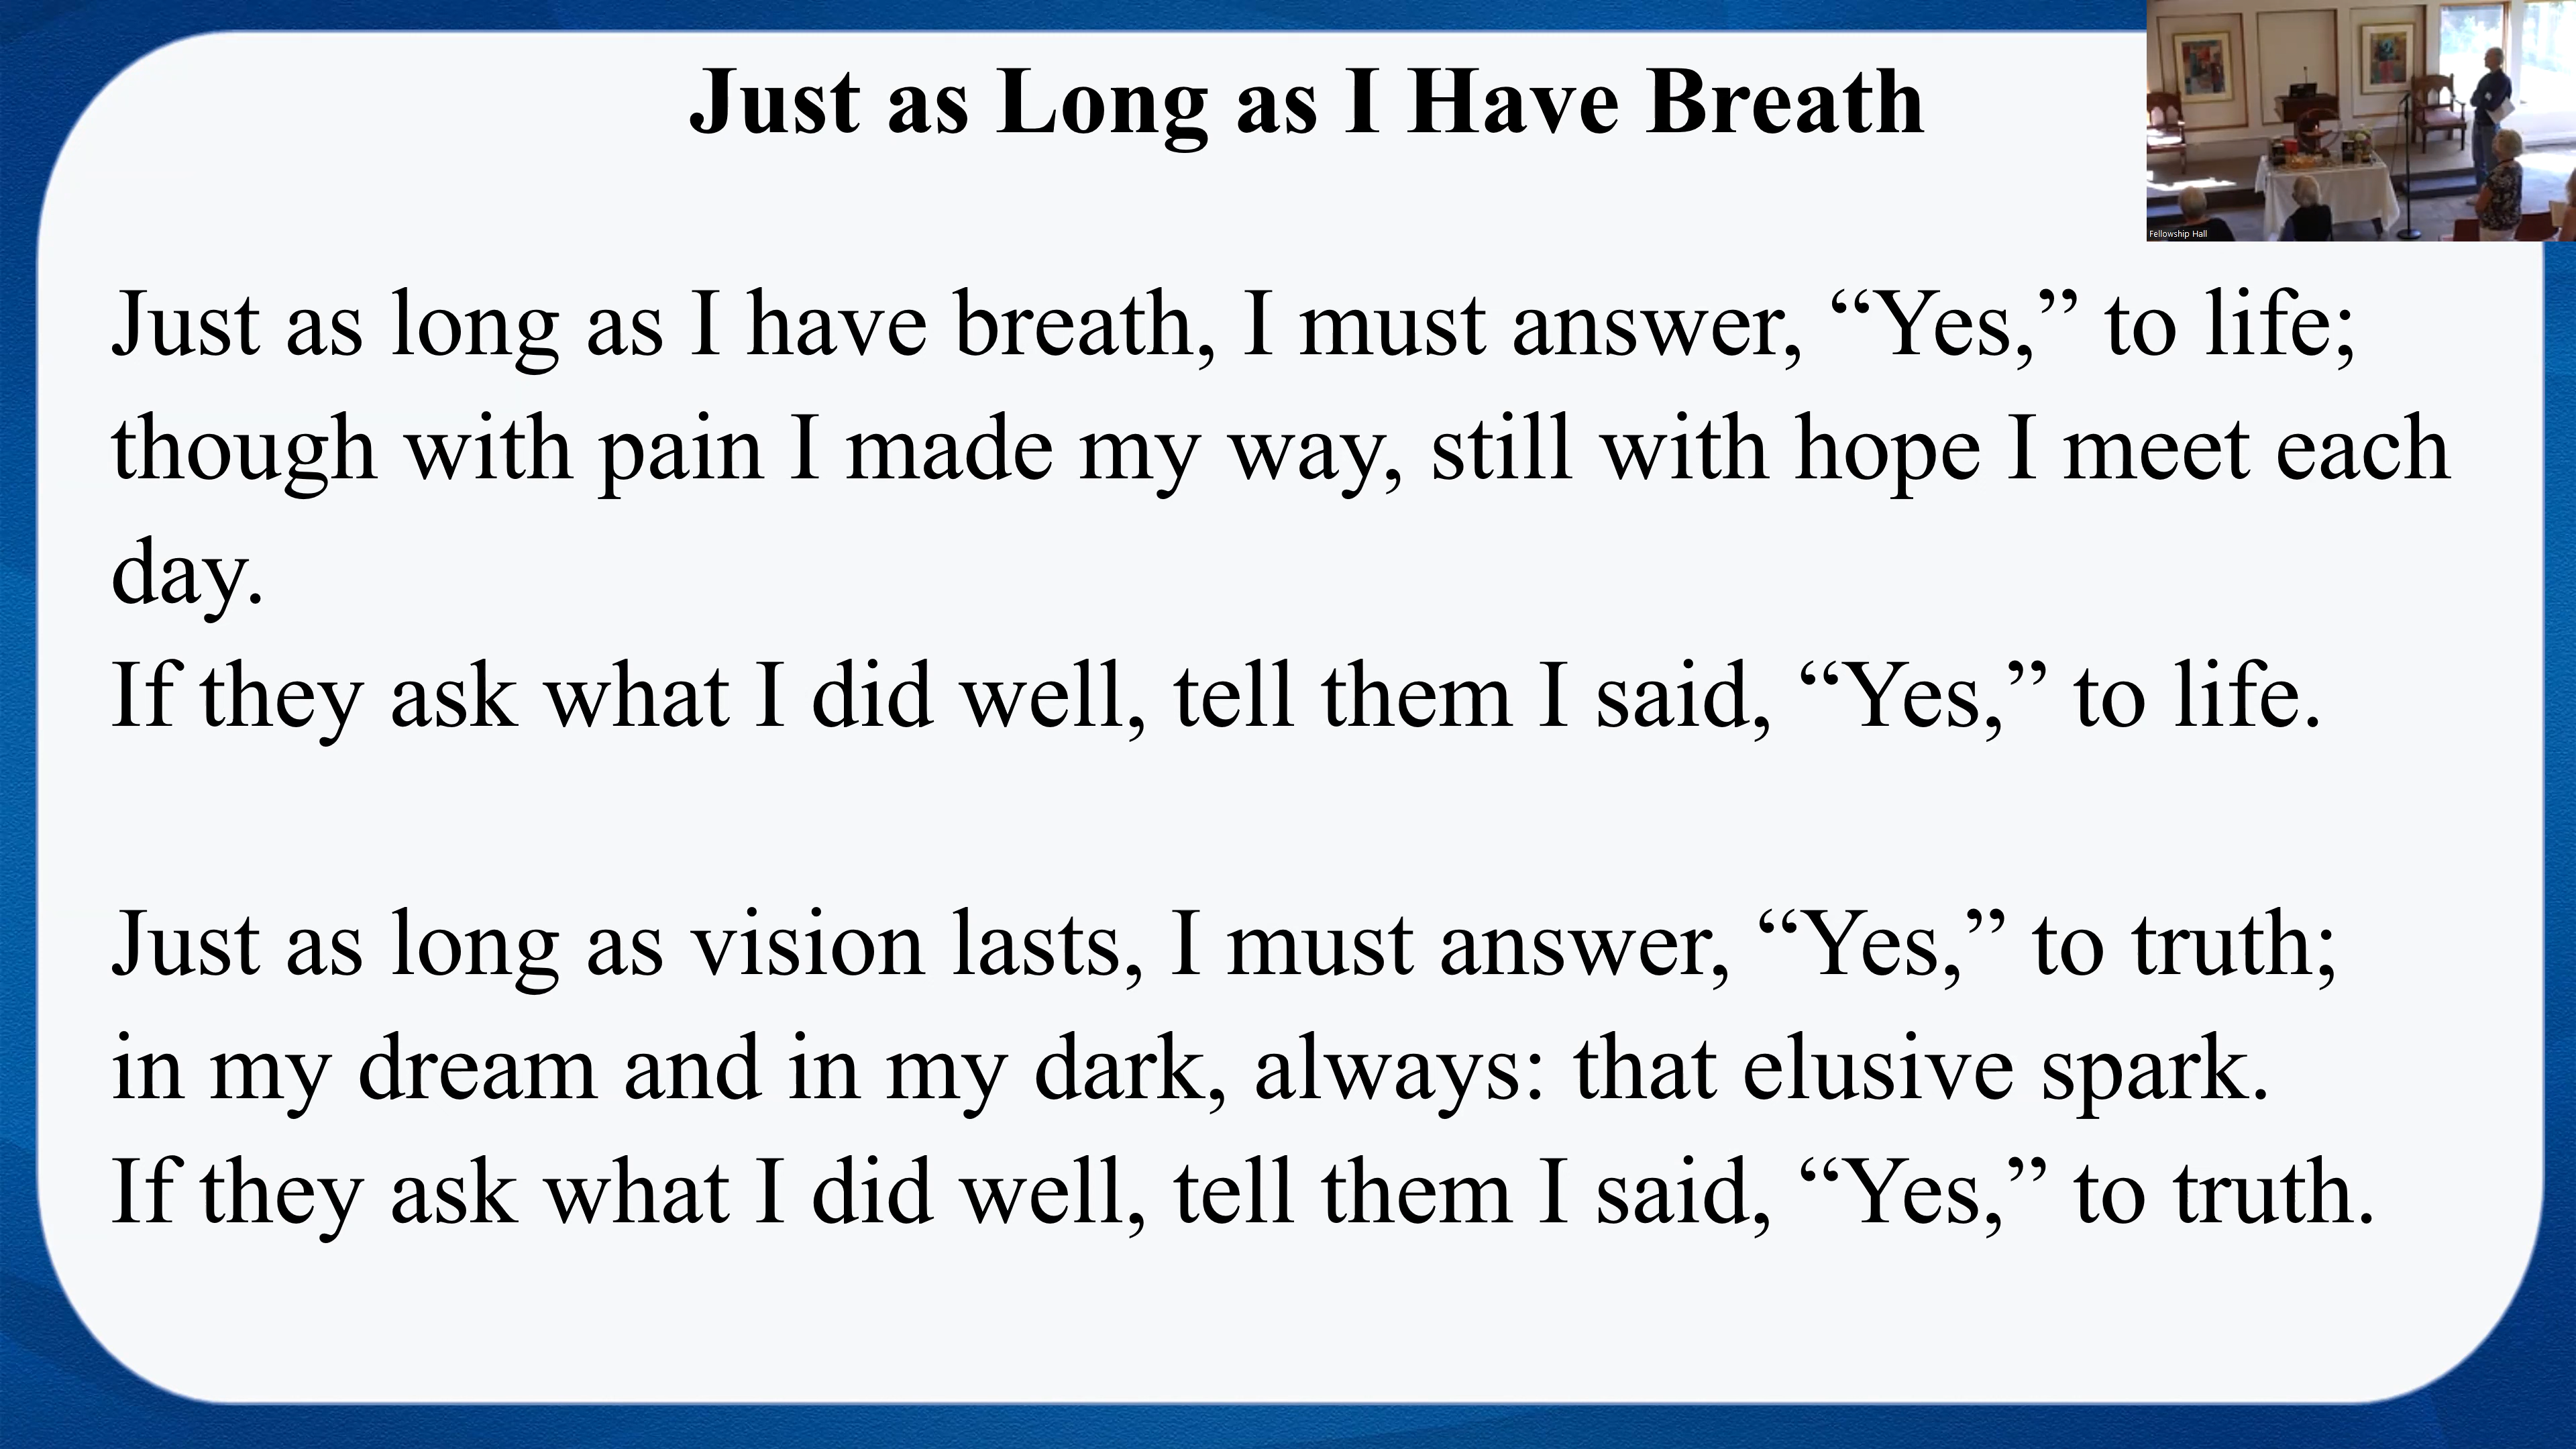 Just as Long as I Have Breath
Fellowship Hall
Just as long as I have breath, I must answer, “Yes,” to life;
though with pain I made my way, still with hope I meet each
day.
If they ask what I did well, tell them I said, “Yes,” to life.
Just as long as vision lasts, I must answer, “Yes,” to truth;
in my dream and in my dark, always: that elusive spark.
If they ask what I did well, tell them I said, “Yes,” to truth.